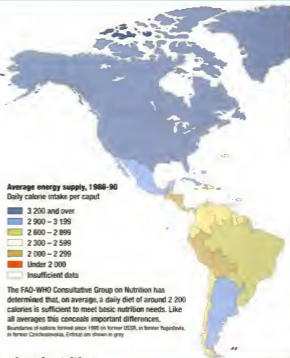 Average energy supply, 1986-90
Daily calorie intake per caput
3 200 and over
2 900 – 3 199
2 600 – 2 899
2 300 – 2 599
2 000 – 2 299
Under 2 000
Insufficient data
The FAO-WHO Consultative Group on Nutrition has
determined that, on average, a daily diet of around 2 200
calories is sufficient to meet basic nutrition needs. Like
all averages this conceals important differences.
Boundaries of nations formed since 1990 (in former USSR, in former Yugoslavia,
in former Czechoslovakia, Eritrea) are shown in grey